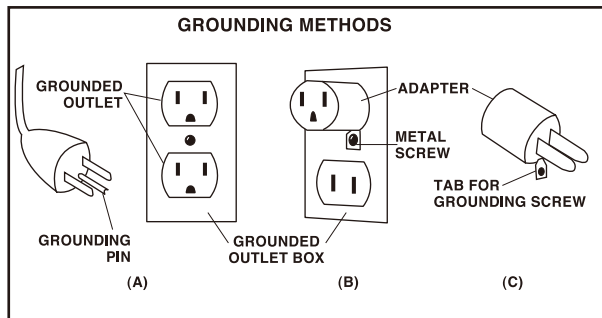 GROUNDING METHODS
GROUNDED
OUTLET
ADAPTER
METAL
SCREW
TAB FOR
GROUNDING SCREW
GROUNDING
PIN
GROUNDED
OUTLET BOX
(A)
(B)
(C)